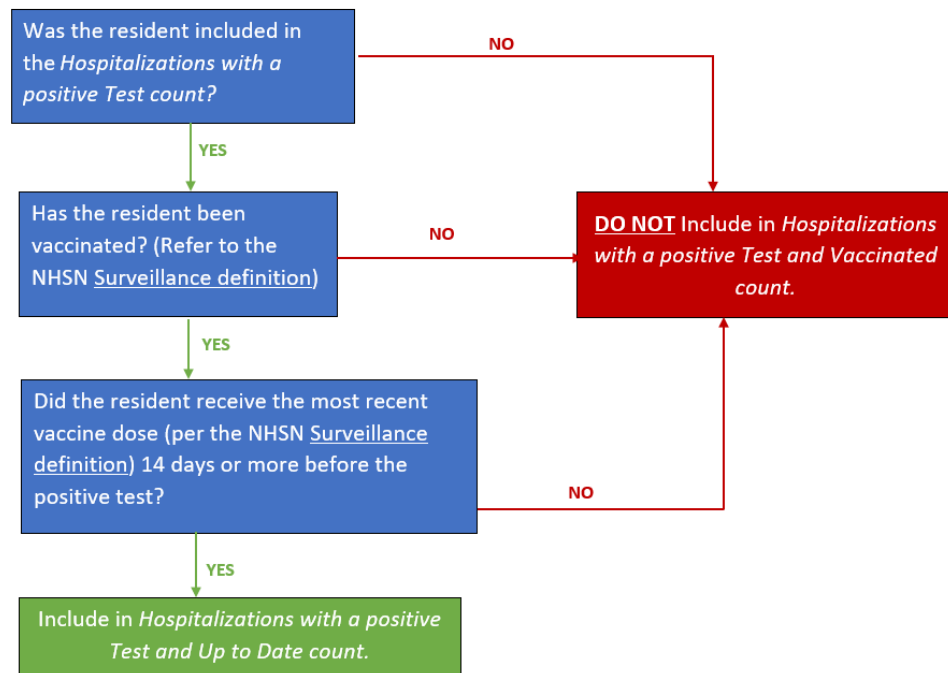 Was the resident included in
the Hospitalizations with a
positive Test count?
NO
YES
Has the resident been
vaccinated? (Refer to the
NHSN Surveillance definition)
NO
DO NOT Include in Hospitalizations
with a positive Test and Vaccinated
count.
YES
Did the resident receive the most recent
vaccine dose (per the NHSN Surveillance
definition) 14 days or more before the
positive test?
NO
YES
Include in Hospitalizations with a positive
Test and Up to Date count.